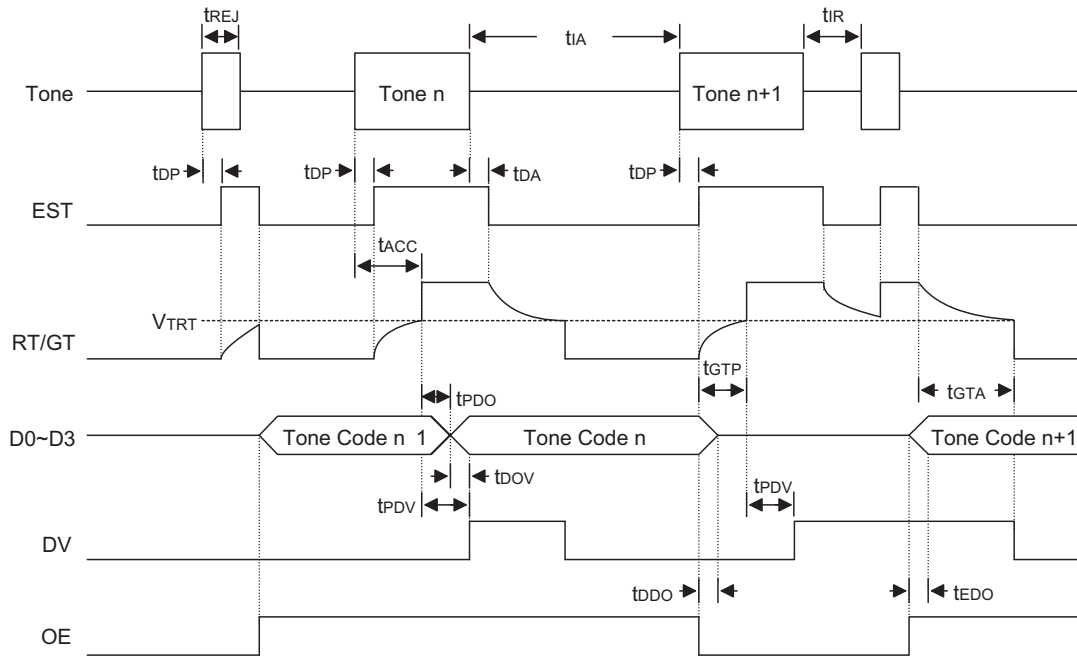 tREJ
tIA
tIR
Tone
Tone n
Tone n+1
tDP
tDP
tDA
tDP
EST
tACC
VTRT
RT/GT
tGTP
tGTA
tPDO
D0~D3
Tone Code n 1
Tone Code n
Tone Code n+1
tDOV
tPDV
tPDV
DV
tDDO
tEDO
OE